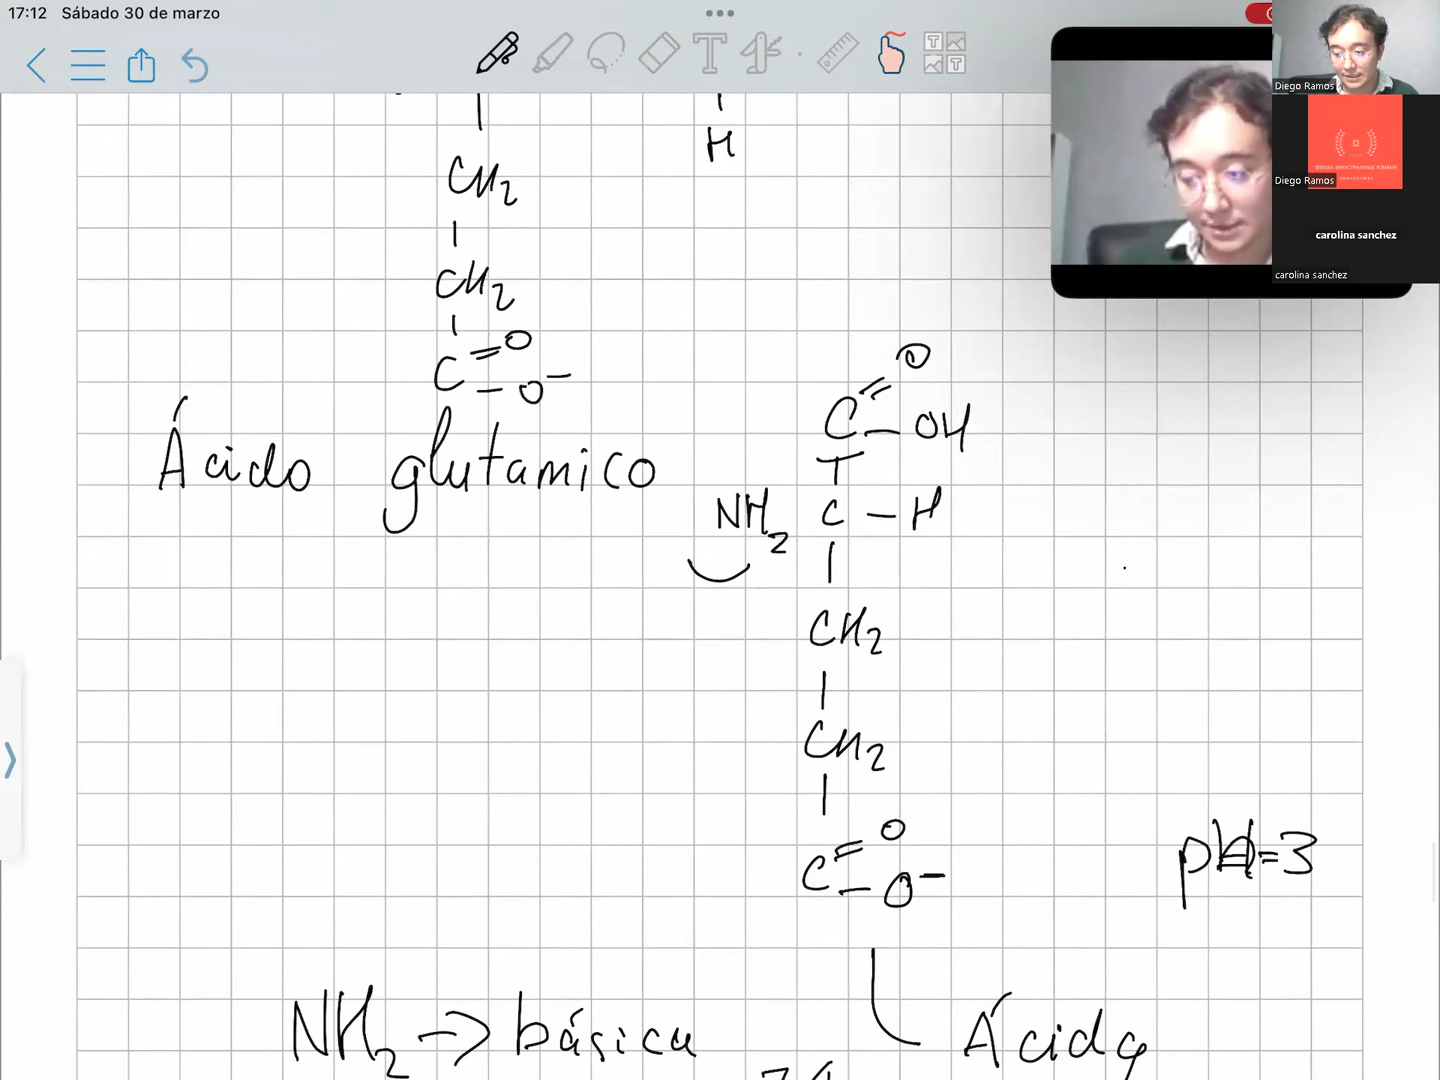 17:12 Sábado 30 de marzo
Diego Ramos
Diego Ramos
carolina sanchez
carolina sanchez
H
CH2
CH2
C=O
-O-
Ácido glutamico
C=O
-OH
NH2 C-H
CH2
CH2
C=O
-O-
pH=3
NH2 -> básica
Ácida